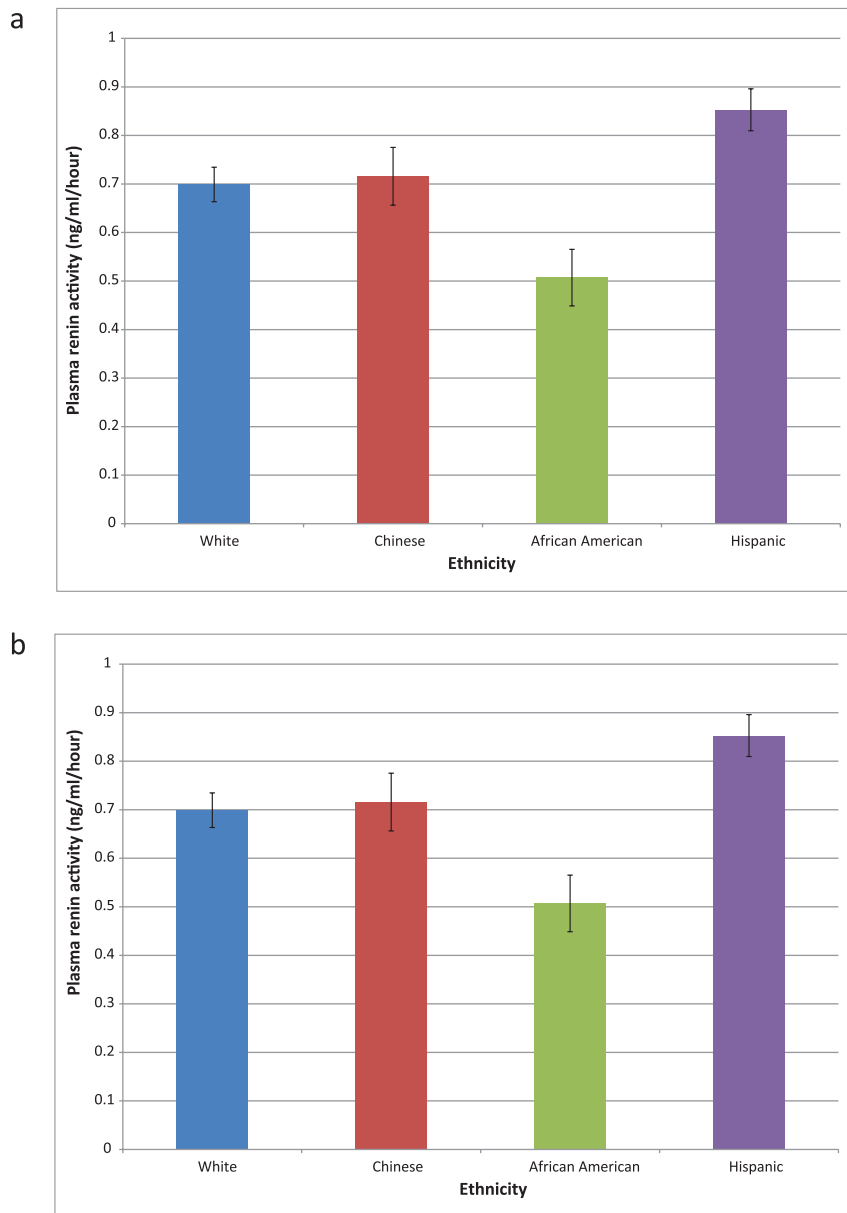 a
1
0.9
0.8
0.7
0.6
0.5
0.4
0.3
0.2
0.1
0
Plasma renin activity (ng/ml/hour)
White Chinese African American Hispanic
Ethnicity
b
1
0.9
0.8
0.7
0.6
0.5
0.4
0.3
0.2
0.1
0
Plasma renin activity (ng/ml/hour)
White Chinese African American Hispanic
Ethnicity